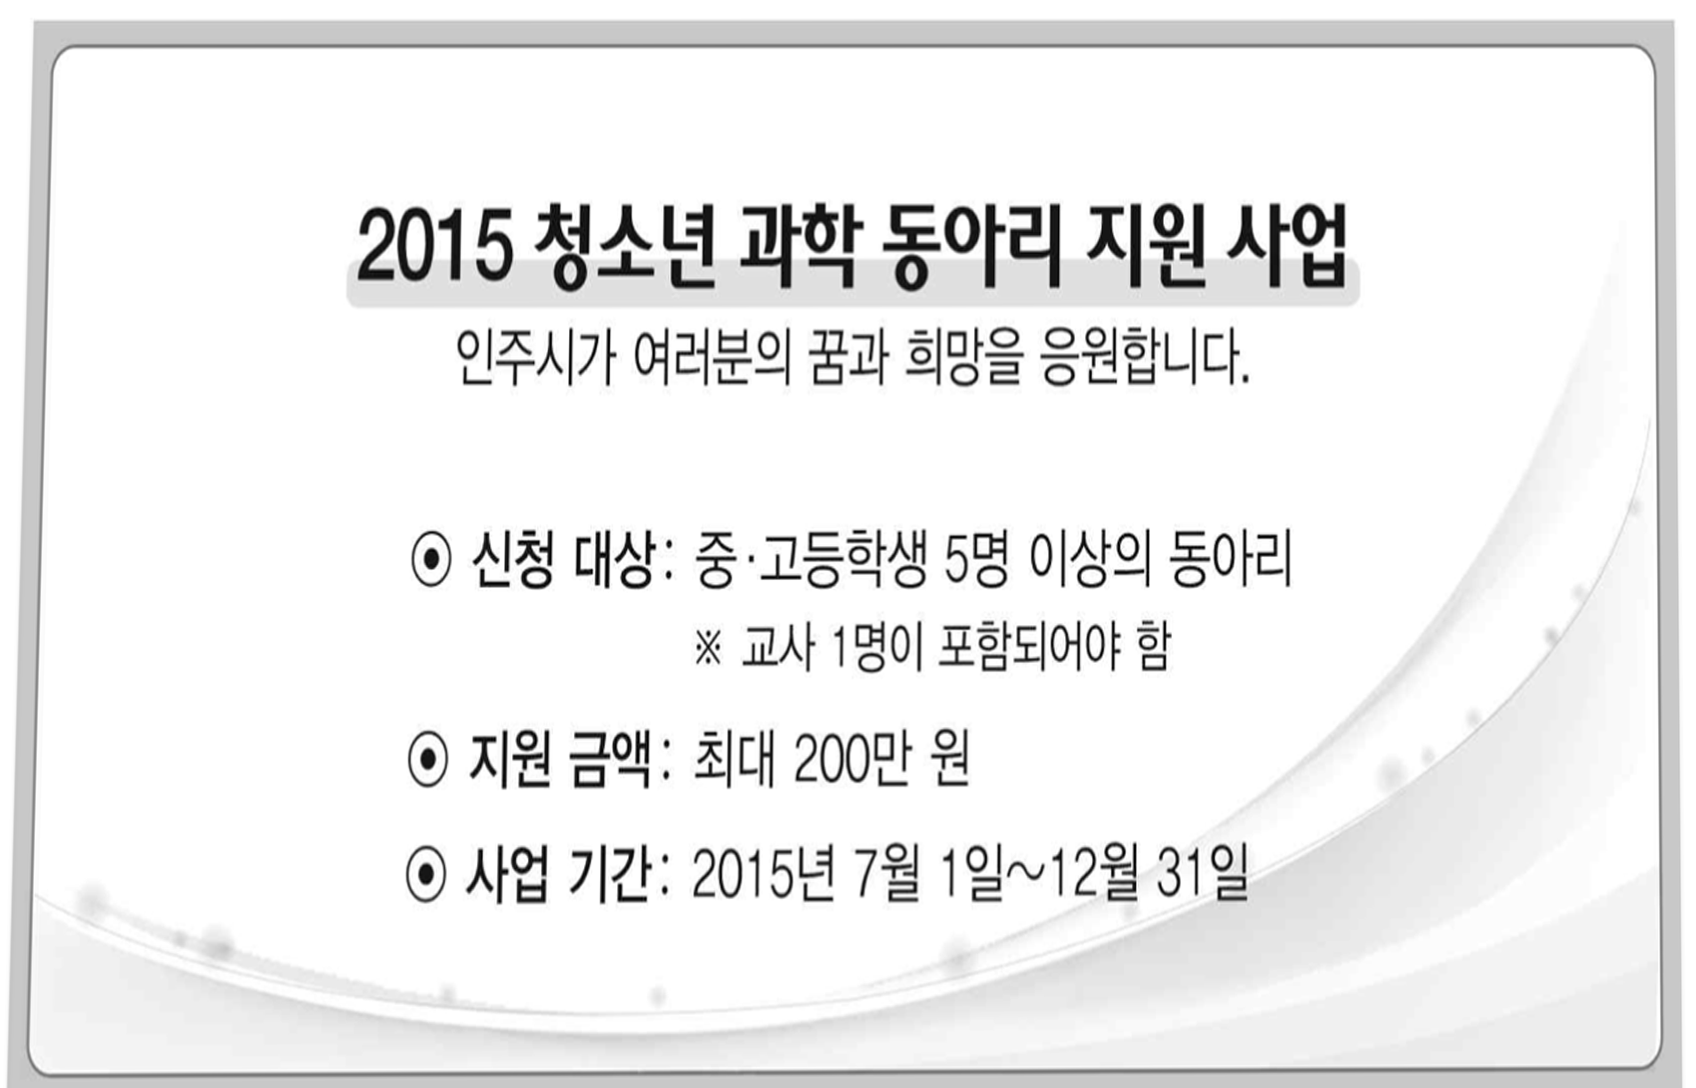 2015 청소년 과학 동아리 지원 사업
인주시가 여러분의 꿈과 희망을 응원합니다.
⊙ 신청 대상: 중·고등학생 5명 이상의 동아리
※ 교사 1명이 포함되어야 함
⊙ 지원 금액: 최대 200만 원
⊙ 사업 기간: 2015년 7월 1일~12월 31일